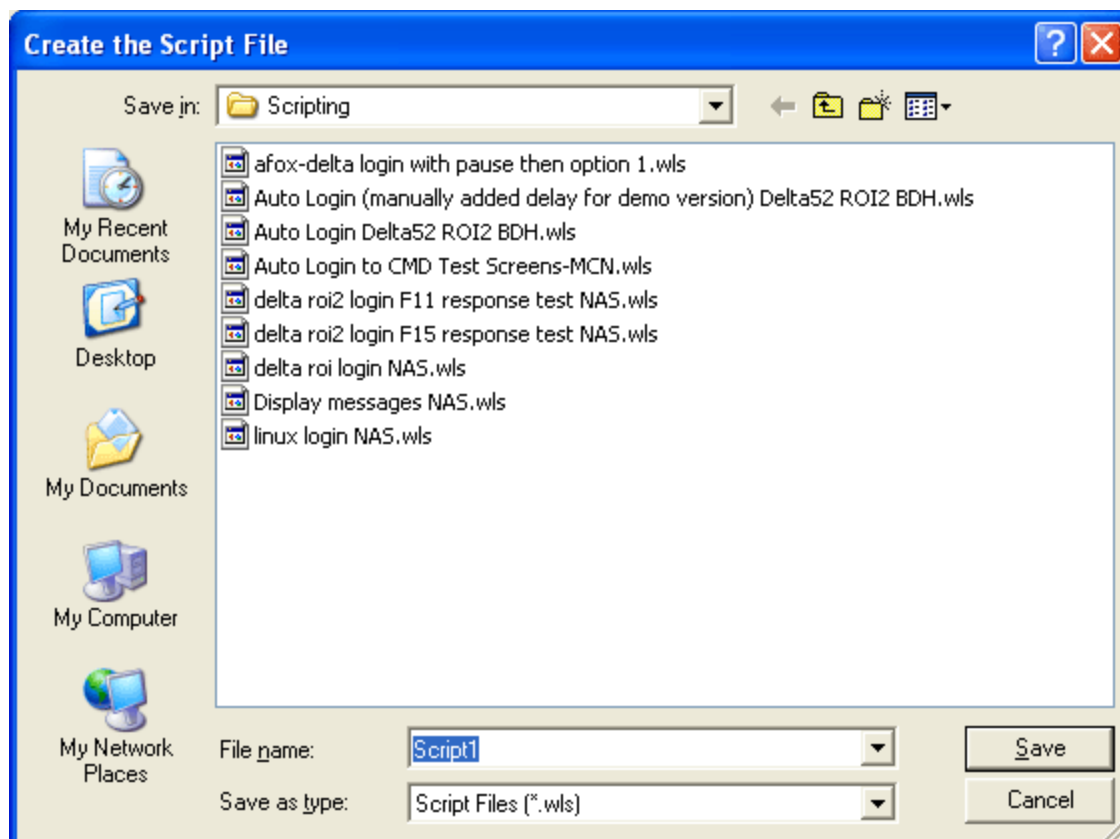 Create the Script File
Save in:
Scripting
My Recent
Documents
Desktop
My Documents
My Computer
My Network
Places
afox-delta login with pause then option 1.wls
Auto Login (manually added delay for demo version) Delta52 ROI2 BDH.wls
Auto Login Delta52 ROI2 BDH.wls
Auto Login to CMD Test Screens-MCN.wls
delta roi2 login F11 response test NAS.wls
delta roi2 login F15 response test NAS.wls
delta roi login NAS.wls
Display messages NAS.wls
linux login NAS.wls
File name:
Script1
Save
Save as type:
Script Files (*.wls)
Cancel